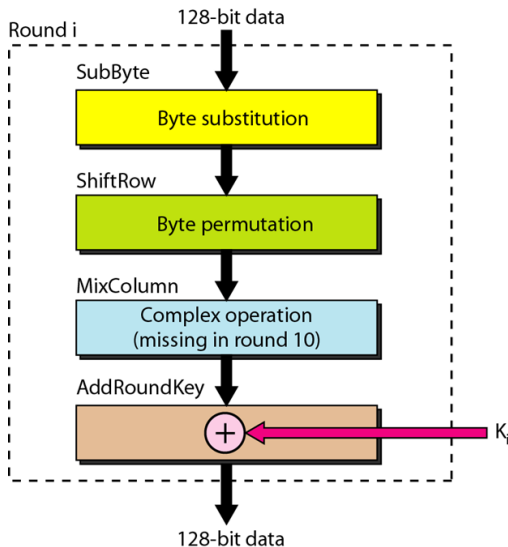 128-bit data
Round i
SubByte
Byte substitution
ShiftRow
Byte permutation
MixColumn
Complex operation
(missing in round 10)
AddRoundKey
+
Ki
128-bit data